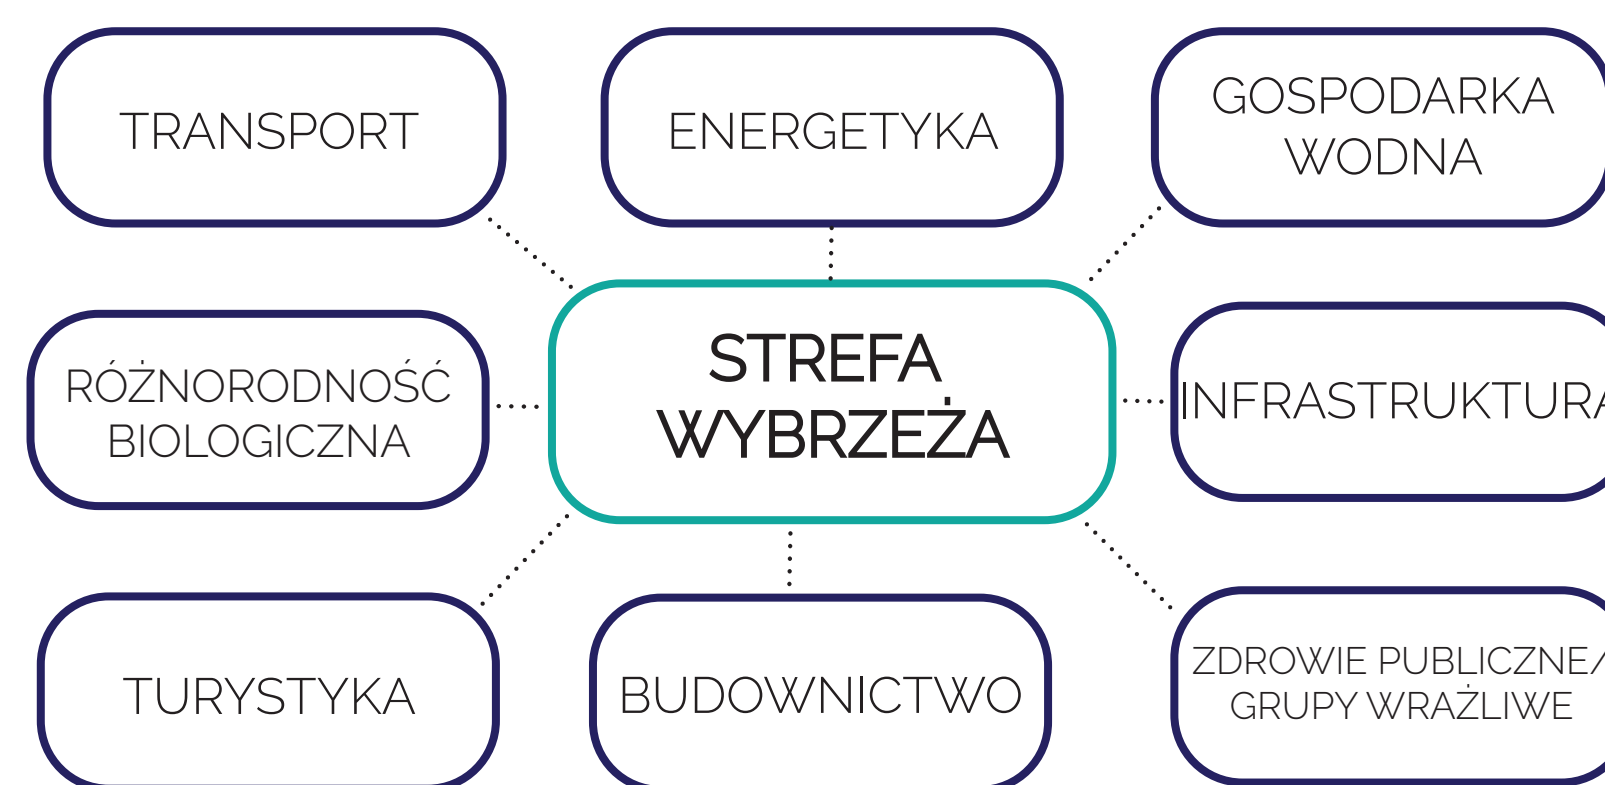 TRANSPORT
ENERGETYKA
GOSPODARKA
WODNA
RÓŻNORODNOŚĆ
BIOLOGICZNA
STREFA
WYBRZEŻA
INFRASTRUKTURA
TURYSTYKA
BUDOWNICTWO
ZDROWIE PUBLICZNE/
GRUPY WRAŻLIWE